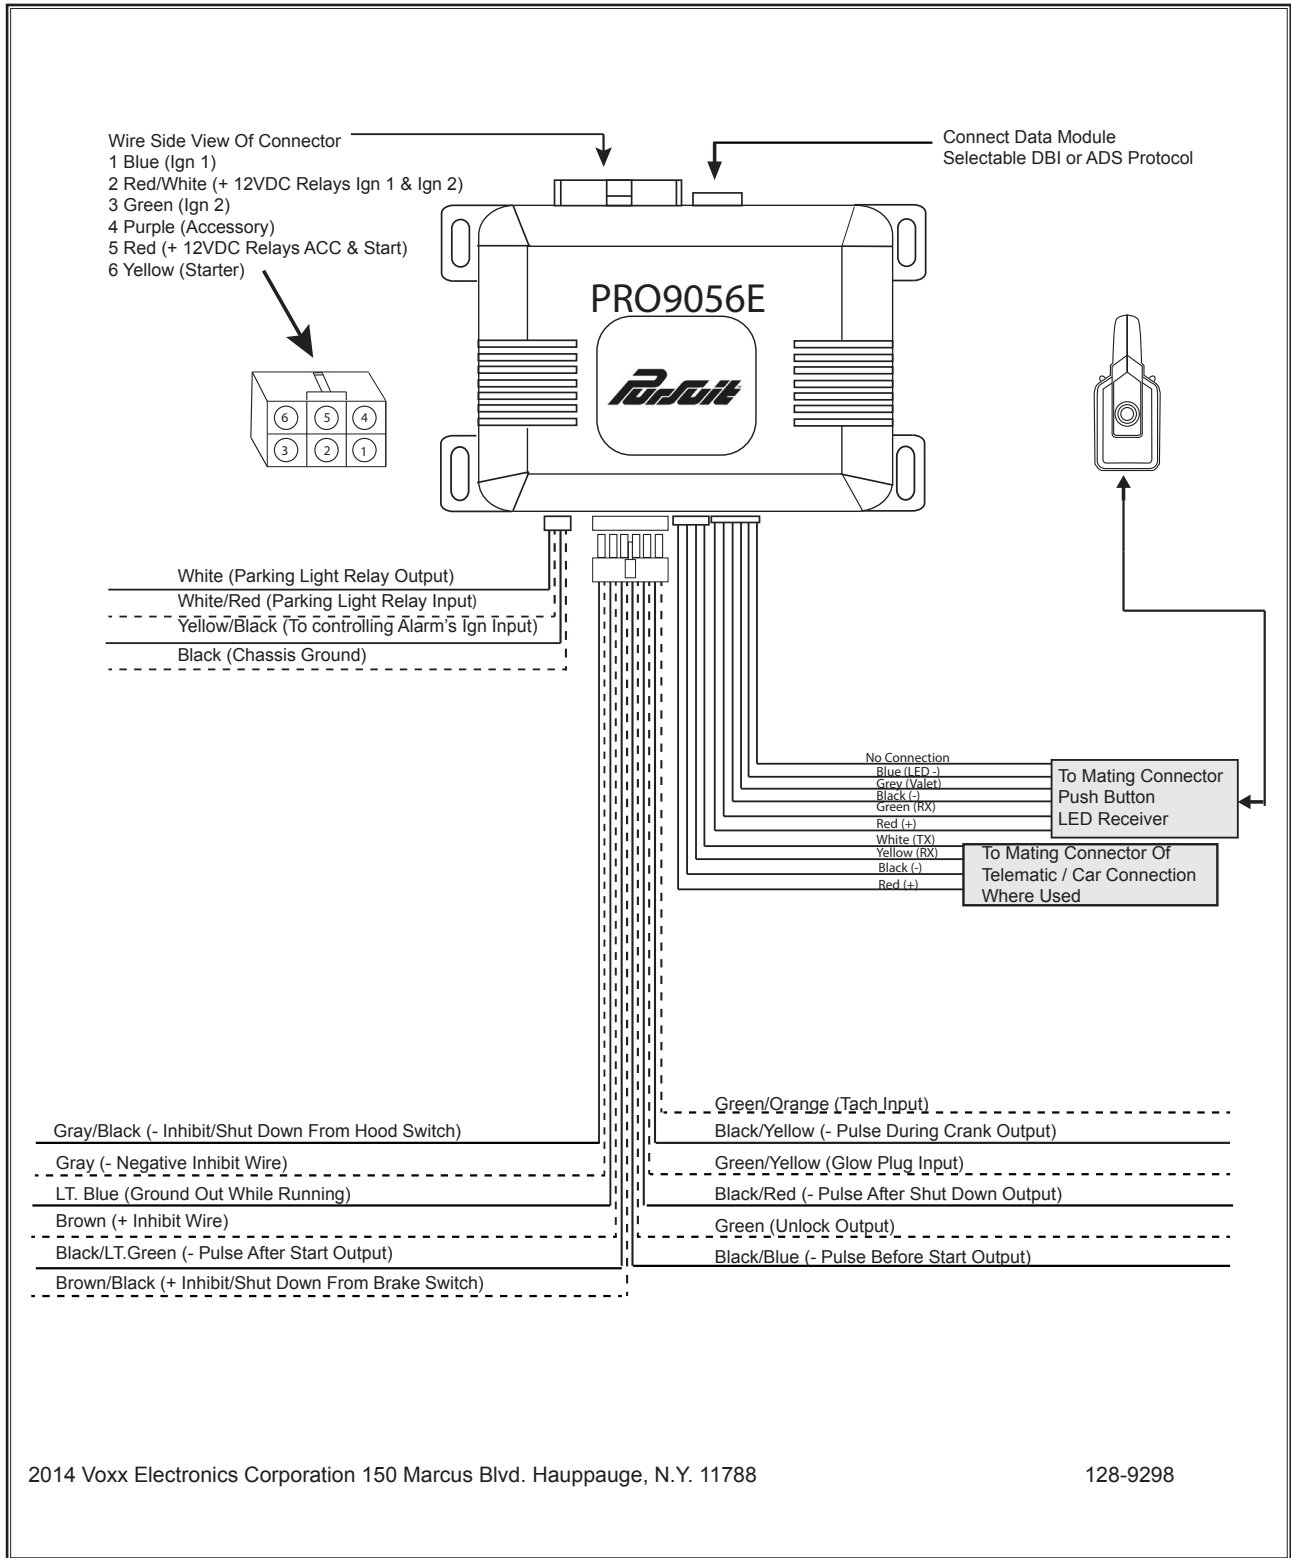 Wire Side View Of Connector
1 Blue (Ign 1)
2 Red/White (+ 12VDC Relays Ign 1 & Ign 2)
3 Green (Ign 2)
4 Purple (Accessory)
5 Red (+ 12VDC Relays ACC & Start)
6 Yellow (Starter)
Connect Data Module
Selectable DBI or ADS Protocol
PRO9056E
Pursuit
6 5 4
3 2 1
White (Parking Light Relay Output)
White/Red (Parking Light Relay Input)
Yellow/Black (To controlling Alarm's Ign Input)
Black (Chassis Ground)
No Connection
Blue (LED -)
Grey (Valet)
Black (-)
Green (RX)
Red (+)
To Mating Connector
Push Button
LED Receiver
White (TX)
Yellow (RX)
Black (-)
Red (+)
To Mating Connector Of
Telematic / Car Connection
Where Used
Gray/Black (- Inhibit/Shut Down From Hood Switch)
Gray (- Negative Inhibit Wire)
LT. Blue (Ground Out While Running)
Brown (+ Inhibit Wire)
Black/LT.Green (- Pulse After Start Output)
Brown/Black (+ Inhibit/Shut Down From Brake Switch)
Green/Orange (Tach Input)
Black/Yellow (- Pulse During Crank Output)
Green/Yellow (Glow Plug Input)
Black/Red (- Pulse After Shut Down Output)
Green (Unlock Output)
Black/Blue (- Pulse Before Start Output)
2014 Voxx Electronics Corporation 150 Marcus Blvd. Hauppauge, N.Y. 11788
128-9298